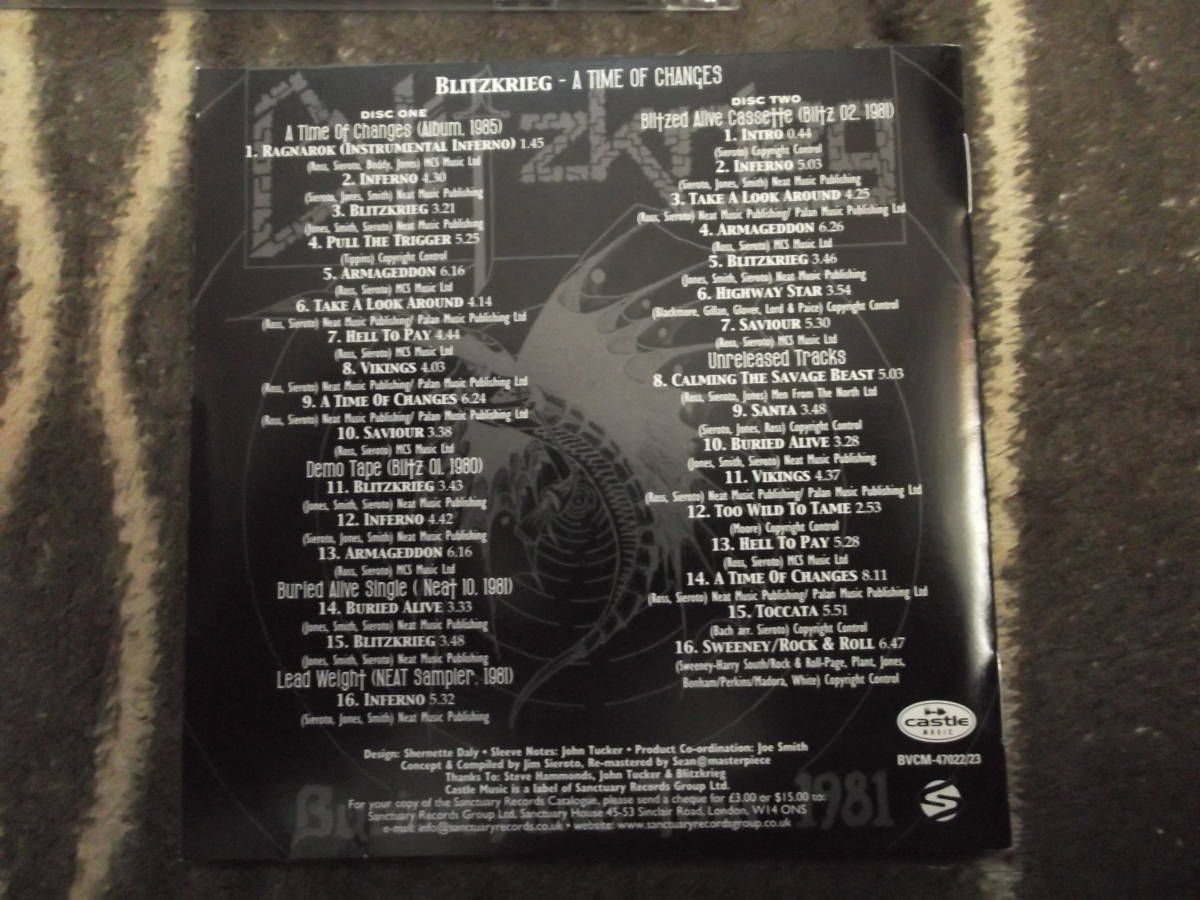 BLITZKRIEG - A TIME OF CHANGES
DISC ONE
A Time Of Changes (Album, 1985)
1. RAGNAROK (INSTRUMENTAL INFERNO) 1.45
(Ross, Sieroto, Boddy, Jones) MCS Music Ltd
2. INFERNO 4.30
(Sieroto, Jones, Smith) Neat Music Publishing
3. BLITZKRIEG 3.21
(Jones, Smith, Sieroto) Neat Music Publishing
4. PULL THE TRIGGER 5.25
(Tippins) Copyright Control
5. ARMAGEDDON 6.16
(Ross, Sieroto) MCS Music Ltd
6. TAKE A LOOK AROUND 4.14
(Ross, Sieroto) Neat Music Publishing/ Palan Music Publishing Ltd
7. HELL TO PAY 4.44
(Ross, Sieroto) MCS Music Ltd
8. VIKINGS 4.03
(Ross, Sieroto) Neat Music Publishing/ Palan Music Publishing Ltd
9. A TIME OF CHANGES 6.24
(Ross, Sieroto) Neat Music Publishing/ Palan Music Publishing Ltd
10. SAVIOUR 3.38
(Ross, Sieroto) MCS Music Ltd
Demo Tape (Blitz 01, 1980)
11. BLITZKRIEG 3.43
(Jones, Smith, Sieroto) Neat Music Publishing
12. INFERNO 4.42
(Sieroto, Jones, Smith) Neat Music Publishing
13. ARMAGEDDON 6.16
(Ross, Sieroto) MCS Music Ltd
Buried Alive Single ( Neat 10, 1981)
14. BURIED ALIVE 3.33
(Jones, Smith, Sieroto) Neat Music Publishing
15. BLITZKRIEG 3.48
(Jones, Smith, Sieroto) Neat Music Publishing
Lead Weight (NEAT Sampler, 1981)
16. INFERNO 5.32
(Sieroto, Jones, Smith) Neat Music Publishing
DISC TWO
Blitzed Alive Cassette (Blitz 02, 1981)
1. INTRO 0.44
(Sieroto) Copyright Control
2. INFERNO 5.03
(Sieroto, Jones, Smith) Neat Music Publishing
3. TAKE A LOOK AROUND 4.25
(Ross, Sieroto) Neat Music Publishing/ Palan Music Publishing Ltd
4. ARMAGEDDON 6.26
(Ross, Sieroto) MCS Music Ltd
5. BLITZKRIEG 3.46
(Jones, Smith, Sieroto) Neat Music Publishing
6. HIGHWAY STAR 3.54
(Blackmore, Gillan, Glover, Lord & Paice) Copyright Control
7. SAVIOUR 5.30
(Ross, Sieroto) MCS Music Ltd
Unreleased Tracks
8. CALMING THE SAVAGE BEAST 5.03
(Ross, Sieroto, Jones) Men From The North Ltd
9. SANTA 3.48
(Sieroto, Jones, Ross) Copyright Control
10. BURIED ALIVE 3.28
(Jones, Smith, Sieroto) Neat Music Publishing
11. VIKINGS 4.37
(Ross, Sieroto) Neat Music Publishing/ Palan Music Publishing Ltd
12. TOO WILD TO TAME 2.53
(Moore) Copyright Control
13. HELL TO PAY 5.28
(Ross, Sieroto) MCS Music Ltd
14. A TIME OF CHANGES 8.11
(Ross, Sieroto) Neat Music Publishing/ Palan Music Publishing Ltd
15. TOCCATA 5.51
(Bach arr. Sieroto) Copyright Control
16. SWEENEY/ROCK & ROLL 6.47
(Sweeney-Harry South/Rock & Roll-Page, Plant, Jones,
Bonham/Perkins/Madora, White) Copyright Control
castle
MUSIC
BVCM-47022/23
Design: Shernette Daly • Sleeve Notes: John Tucker • Product Co-ordination: Joe Smith
Concept & Compiled by Jim Sieroto, Re-mastered by Sean@masterpiece
Thanks To: Steve Hammonds, John Tucker & Blitzkrieg
Castle Music is a label of Sanctuary Records Group Ltd.
For your copy of the Sanctuary Records Catalogue, please send a cheque for £3.00 or $15.00 to:
Sanctuary Records Group Ltd. Sanctuary House 45-53 Sinclair Road, London, W14 ONS
e-mail: info@sanctuaryrecords.co.uk • website: www.sanctuaryrecordsgroup.co.uk
Blitzkrieg
1981